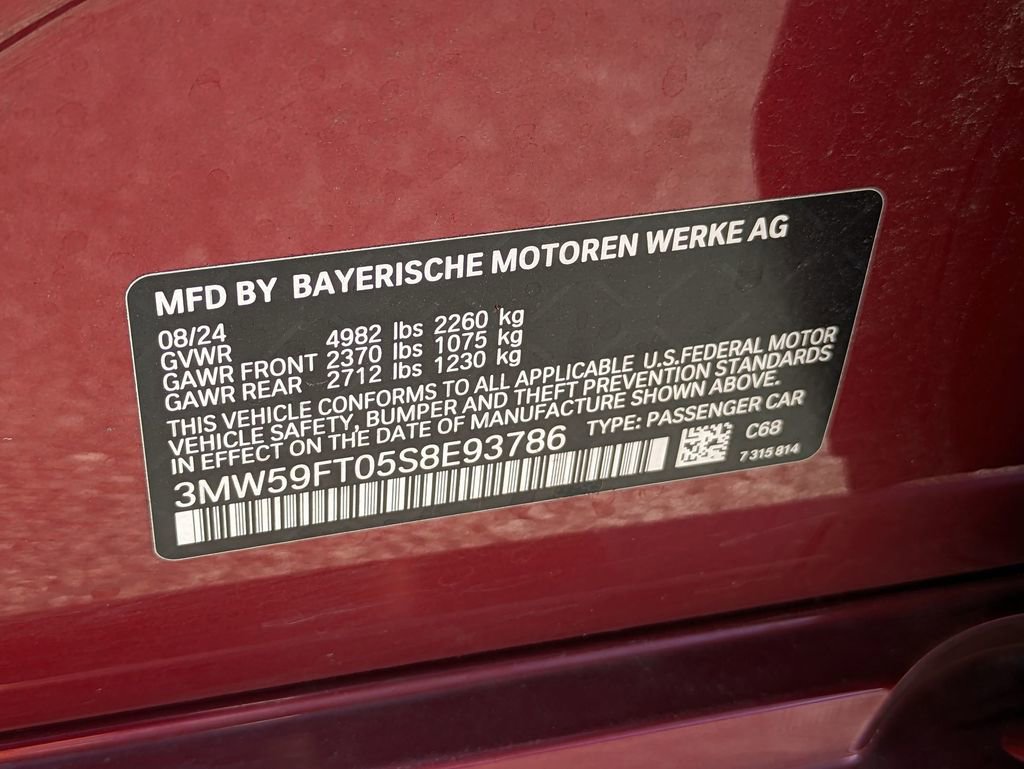 MFD BY BAYERISCHE MOTOREN WERKE AG
08/24
GVWR 4982 lbs 2260 kg
GAWR FRONT 2370 lbs 1075 kg
GAWR REAR 2712 lbs 1230 kg
THIS VEHICLE CONFORMS TO ALL APPLICABLE U.S.FEDERAL MOTOR
VEHICLE SAFETY, BUMPER AND THEFT PREVENTION STANDARDS
IN EFFECT ON THE DATE OF MANUFACTURE SHOWN ABOVE.
3MW59FT05S8E93786 TYPE: PASSENGER CAR
C68
7 315 814